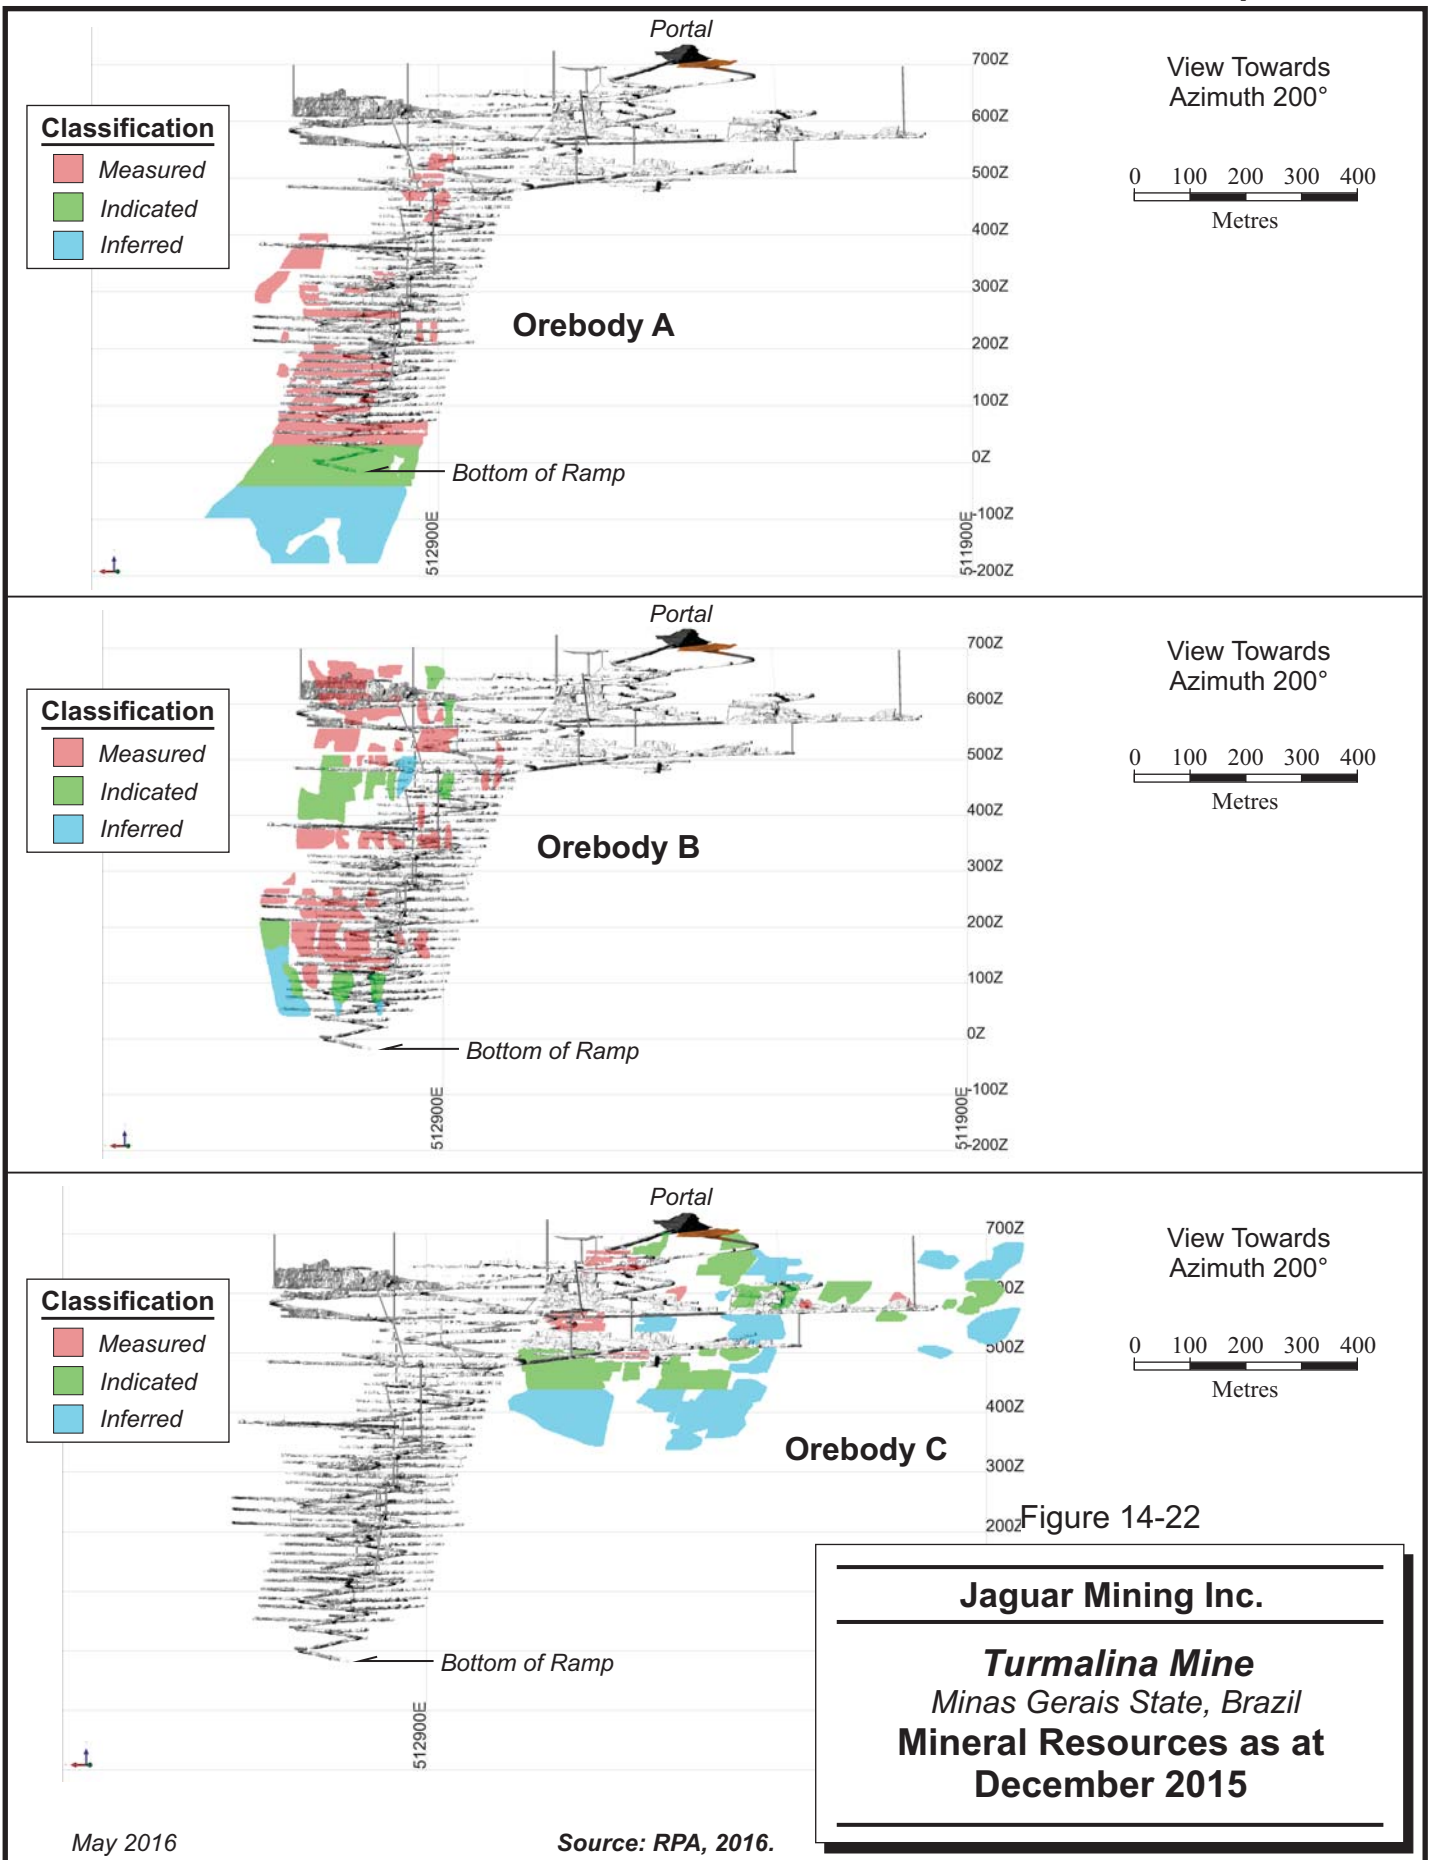 Portal
700Z
600Z
500Z
400Z
300Z
200Z
100Z
0Z
-100Z
-200Z
512900E
511900E
View Towards
Azimuth 200°
0 100 200 300 400
Metres
Classification
Measured
Indicated
Inferred
Orebody A
Bottom of Ramp
Portal
700Z
600Z
500Z
400Z
300Z
200Z
100Z
0Z
-100Z
-200Z
512900E
511900E
View Towards
Azimuth 200°
0 100 200 300 400
Metres
Classification
Measured
Indicated
Inferred
Orebody B
Bottom of Ramp
Portal
700Z
00Z
500Z
400Z
300Z
200Z
512900E
View Towards
Azimuth 200°
0 100 200 300 400
Metres
Classification
Measured
Indicated
Inferred
Orebody C
Bottom of Ramp
Figure 14-22
Jaguar Mining Inc.
Turmalina Mine
Minas Gerais State, Brazil
Mineral Resources as at
December 2015
May 2016
Source: RPA, 2016.